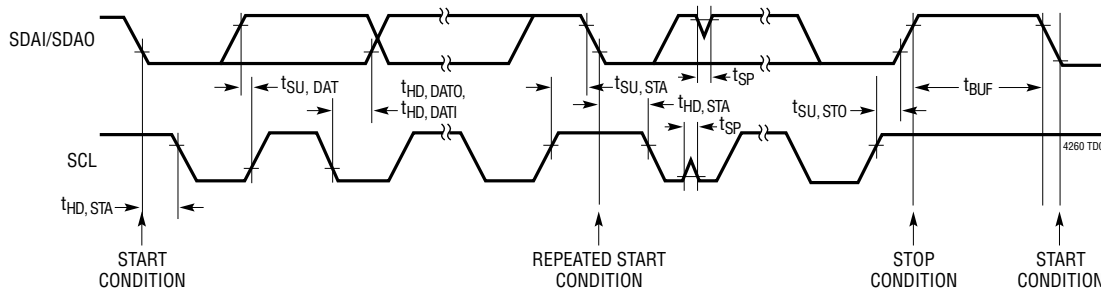 SDAI/SDAO
tSU, DAT
tHD, DATO,
tHD, DATI
tSU, STA
tHD, STA
tSP
tSP
tSU, STO
tBUF
SCL
4260 TD0
tHD, STA
START
CONDITION
REPEATED START
CONDITION
STOP
CONDITION
START
CONDITION